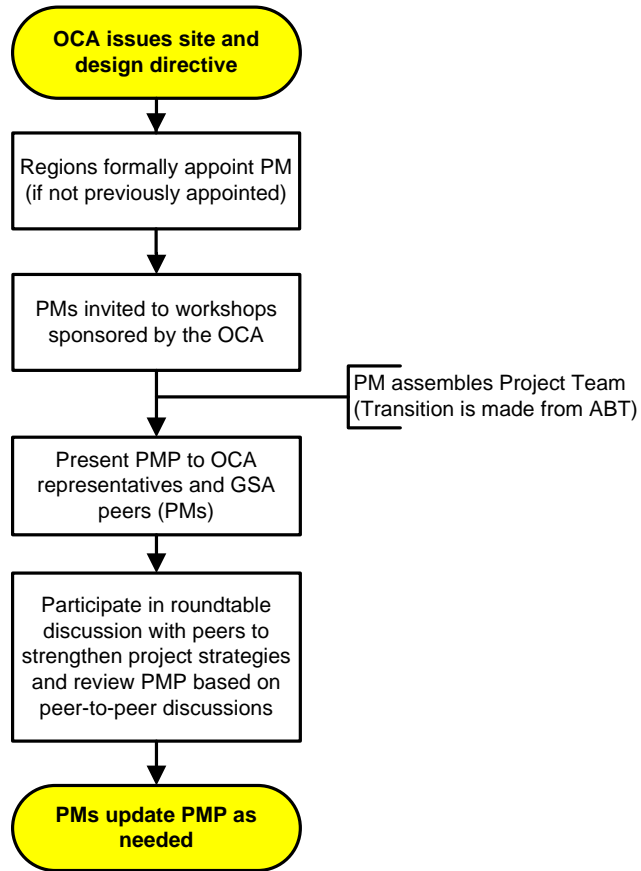 OCA issues site and
design directive
Regions formally appoint PM
(if not previously appointed)
PMs invited to workshops
sponsored by the OCA
PM assembles Project Team
(Transition is made from ABT)
Present PMP to OCA
representatives and GSA
peers (PMs)
Participate in roundtable
discussion with peers to
strengthen project strategies
and review PMP based on
peer-to-peer discussions
PMs update PMP as
needed